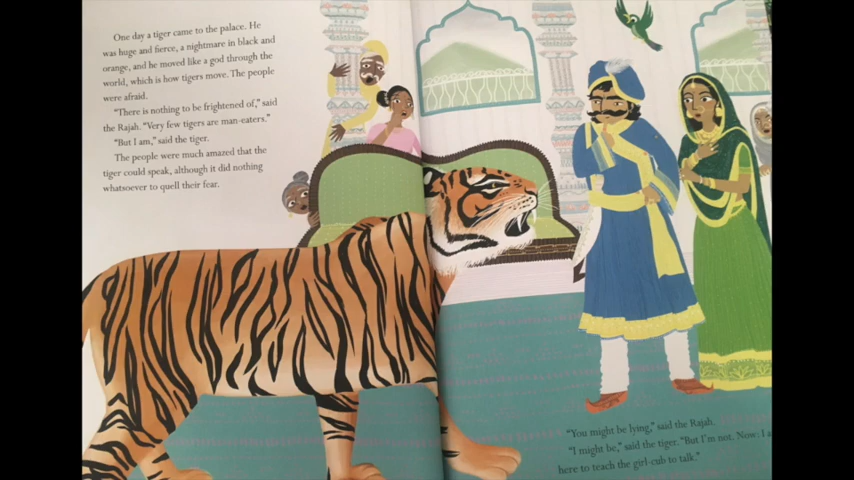 One day a tiger came to the palace. He
was huge and fierce, a nightmare in black and
orange, and he moved like a god through the
world, which is how tigers move. The people
were afraid.
“There is nothing to be frightened of,” said
the Rajah. “Very few tigers are man-eaters.”
“But I am,” said the tiger.
The people were much amazed that the
tiger could speak, although it did nothing
whatsoever to quell their fear.
“You might be lying,” said the Rajah.
“I might be,” said the tiger. “But I’m not. Now: I a
here to teach the girl-cub to talk.”